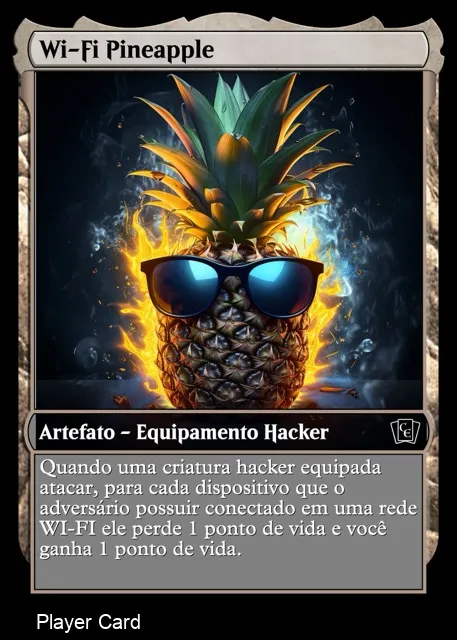 Wi-Fi Pineapple
Artefato - Equipamento Hacker
C E
Quando uma criatura hacker equipada
atacar, para cada dispositivo que o
adversário possuir conectado em uma rede
WI-FI ele perde 1 ponto de vida e você
ganha 1 ponto de vida.
Player Card